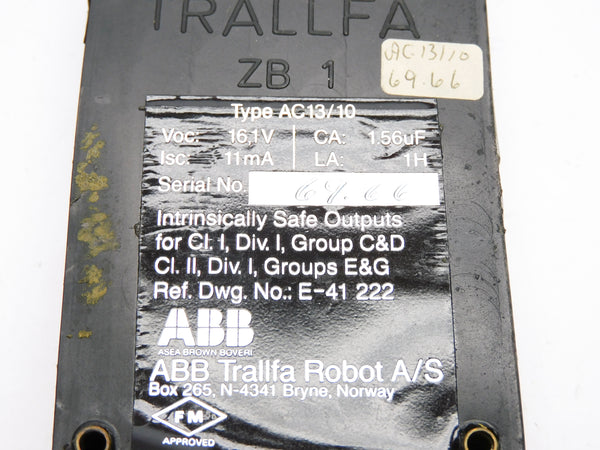 TRALLFA
ZB 1
AC 13/10
69.66
Type AC13/10
Voc: 16,1V | CA: 1.56uF
Isc: 11mA | LA: 1H
Serial No.
Intrinsically Safe Outputs
for Cl. I, Div. I, Group C&D
Cl. II, Div. I, Groups E&G
Ref. Dwg. No.: E-41 222
ABB
ASEA BROWN BOVERI
ABB Trallfa Robot A/S
Box 265, N-4341 Bryne, Norway
FM
APPROVED